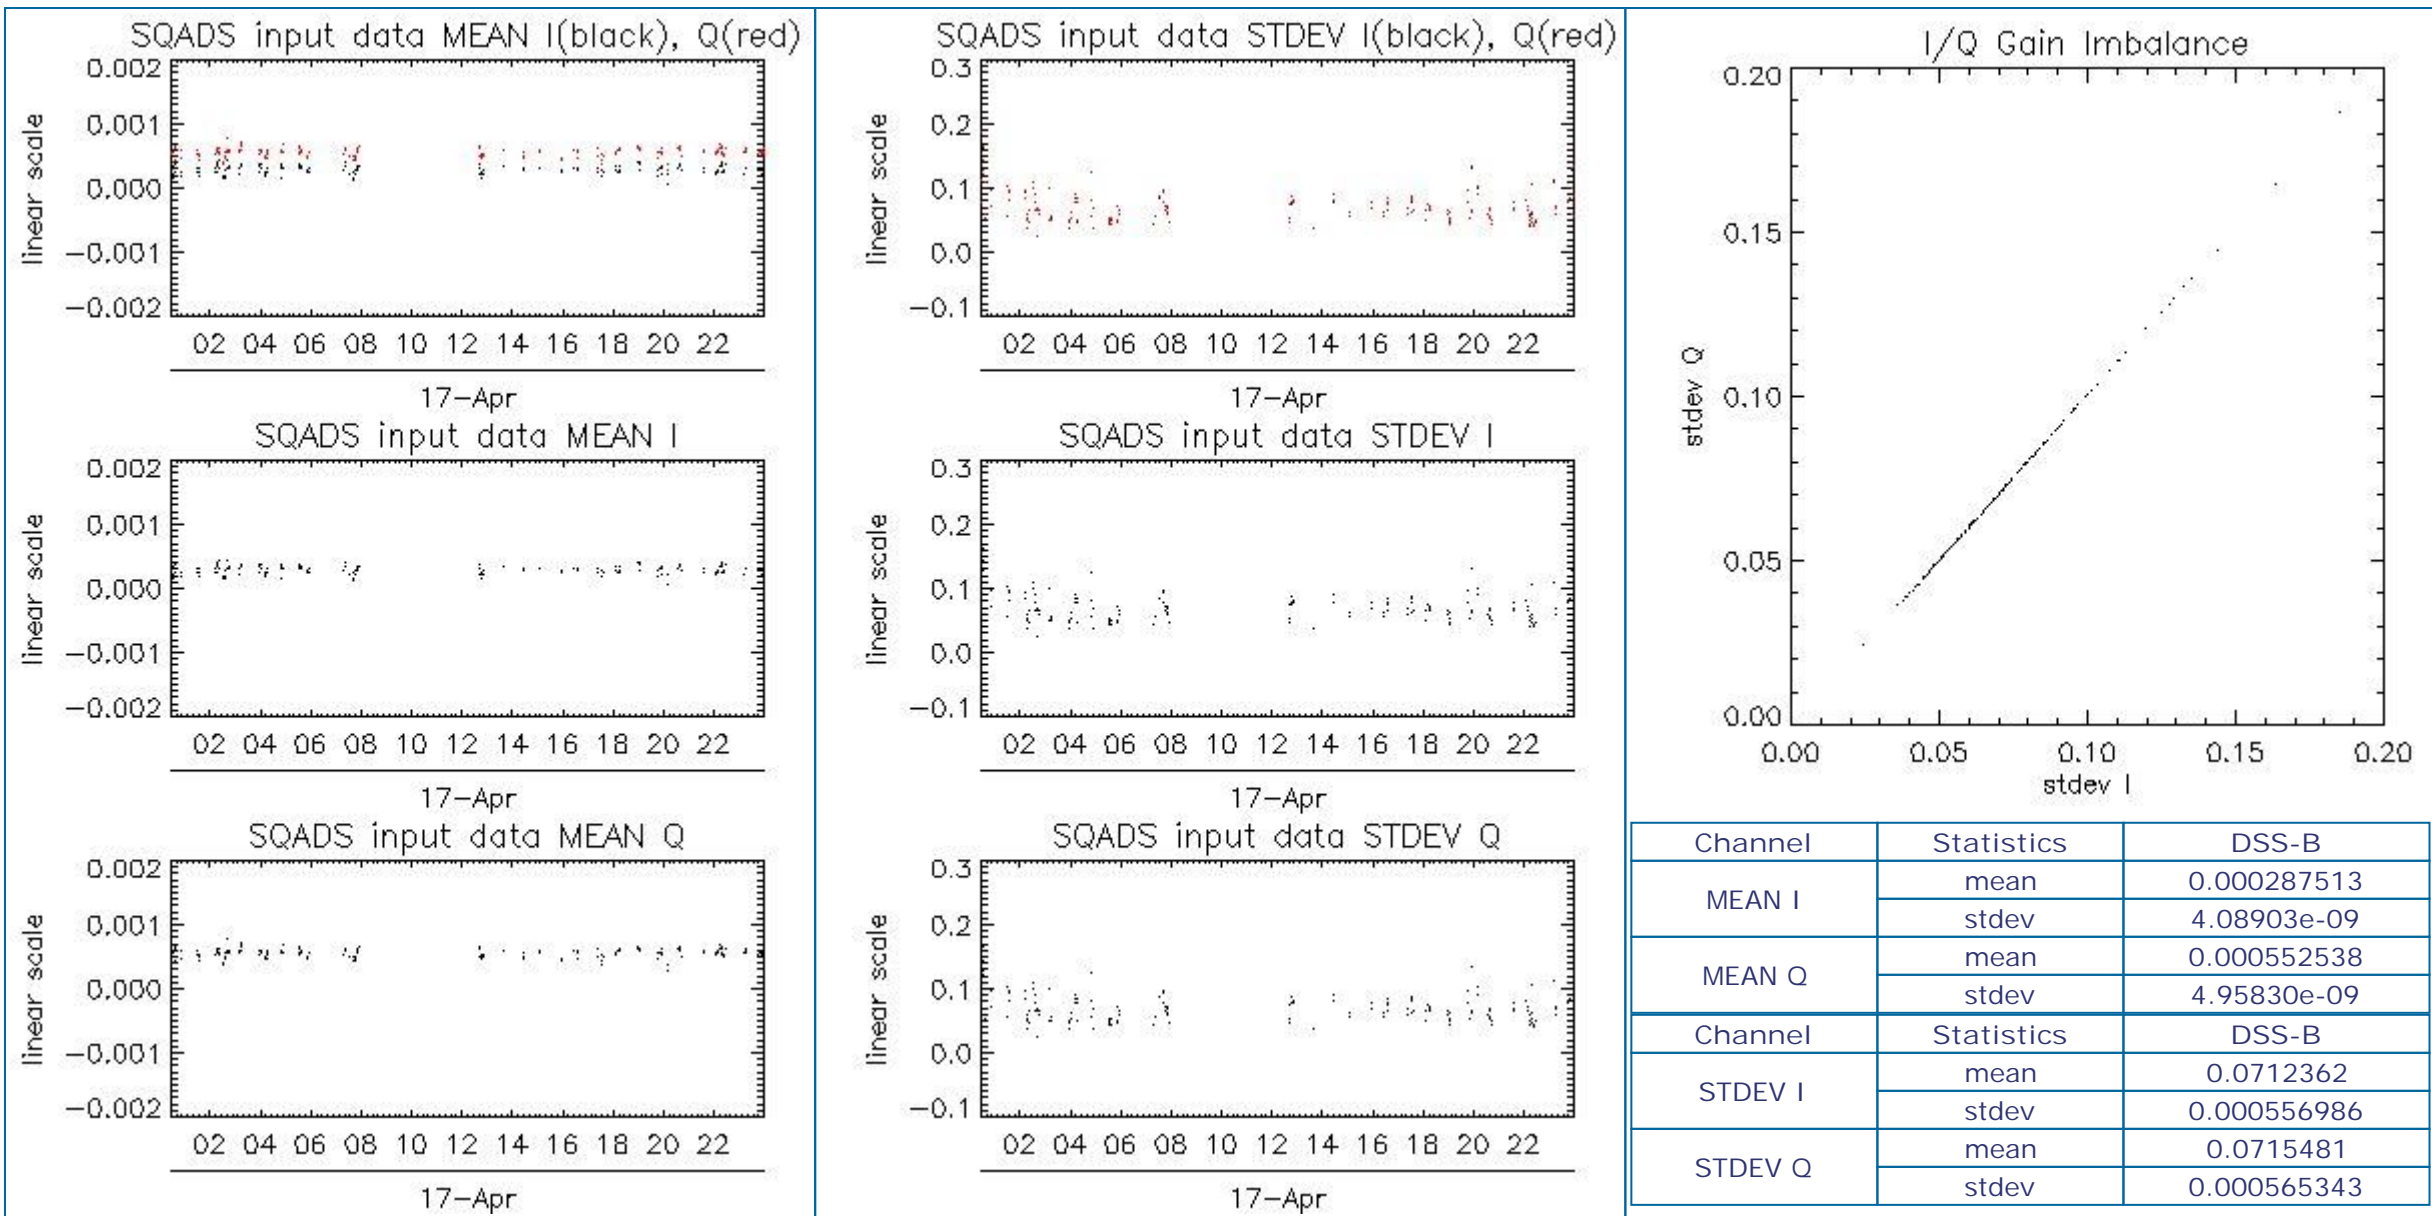 SQADS input data MEAN I(black), Q(red)
0.002
0.001
0.000
−0.001
−0.002
linear scale
02 04 06 08 10 12 14 16 18 20 22
17−Apr
SQADS input data MEAN I
0.002
0.001
0.000
−0.001
−0.002
linear scale
02 04 06 08 10 12 14 16 18 20 22
17−Apr
SQADS input data MEAN Q
0.002
0.001
0.000
−0.001
−0.002
linear scale
02 04 06 08 10 12 14 16 18 20 22
17−Apr
SQADS input data STDEV I(black), Q(red)
0.3
0.2
0.1
0.0
−0.1
linear scale
02 04 06 08 10 12 14 16 18 20 22
17−Apr
SQADS input data STDEV I
0.3
0.2
0.1
0.0
−0.1
linear scale
02 04 06 08 10 12 14 16 18 20 22
17−Apr
SQADS input data STDEV Q
0.3
0.2
0.1
0.0
−0.1
linear scale
02 04 06 08 10 12 14 16 18 20 22
17−Apr
I/Q Gain Imbalance
0.20
0.15
0.10
0.05
0.00
stdev Q
0.00 0.05 0.10 0.15 0.20
stdev I
Channel Statistics DSS-B
MEAN I mean 0.000287513
stdev 4.08903e-09
MEAN Q mean 0.000552538
stdev 4.95830e-09
Channel Statistics DSS-B
STDEV I mean 0.0712362
stdev 0.000556986
STDEV Q mean 0.0715481
stdev 0.000565343